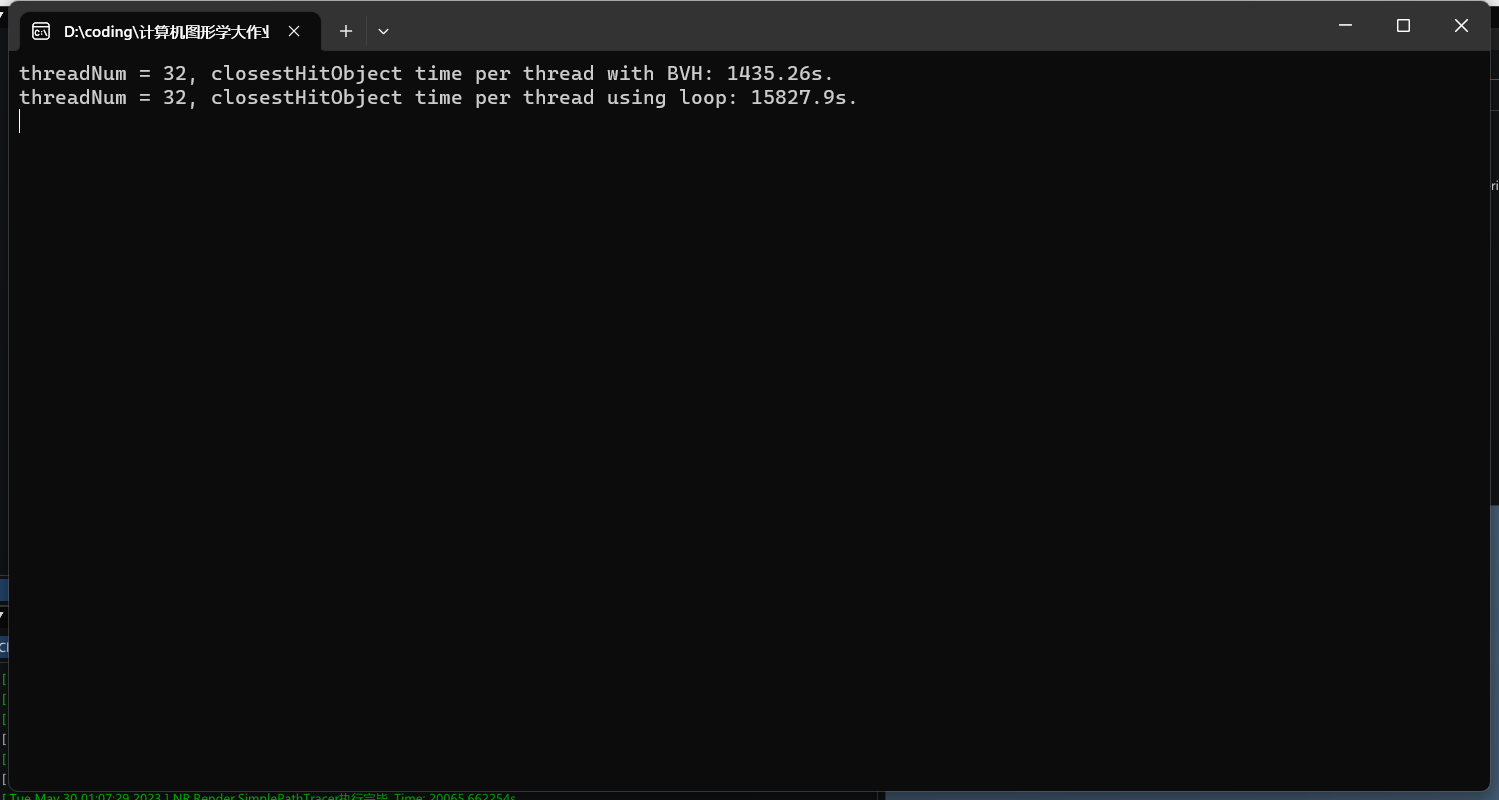 D:\coding\计算机图形学大作业
threadNum = 32, closestHitObject time per thread with BVH: 1435.26s.
threadNum = 32, closestHitObject time per thread using loop: 15827.9s.
[ Tue May 30 01:07:29 2023 ] NR Render.SimplePathTracer执行完毕. Time: 20065.662254s